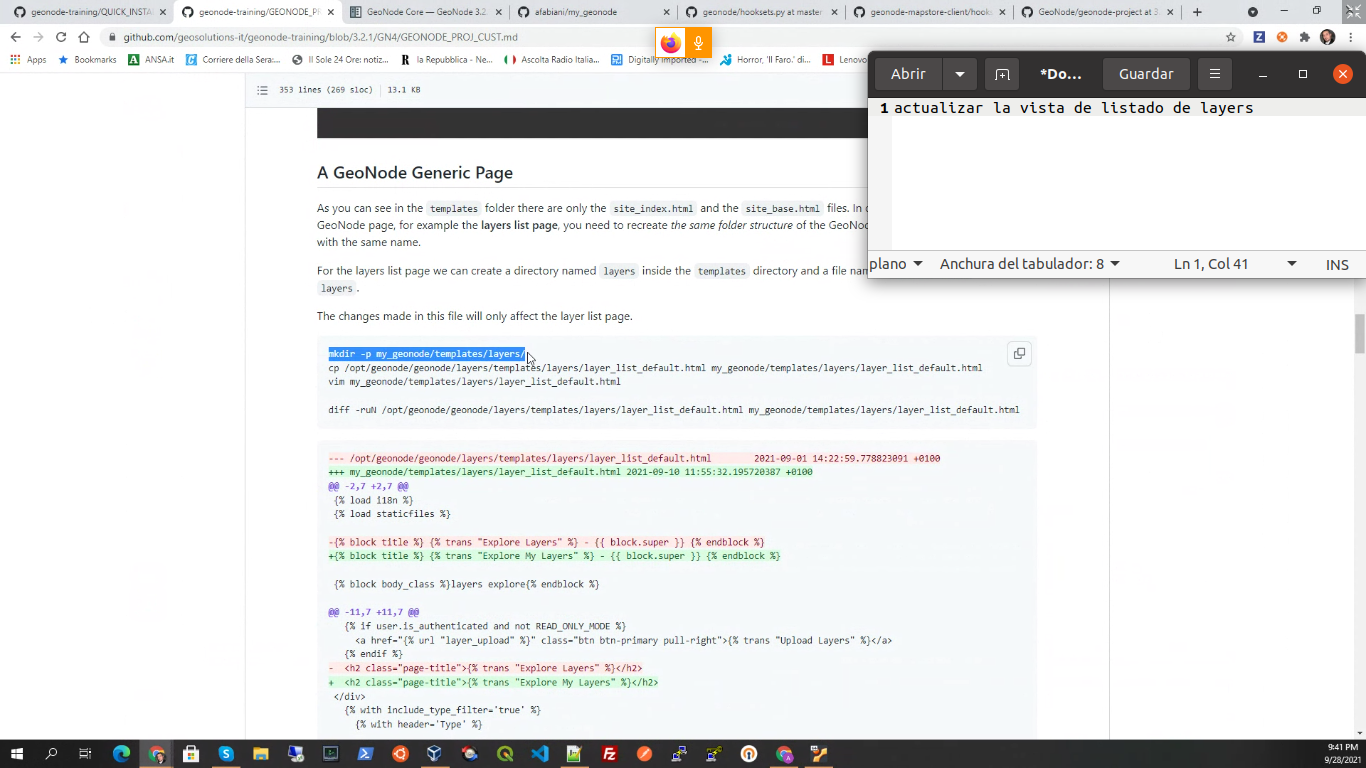 geonode-training/QUICK_INSTA
geonode-training/GEONODE_PR
GeoNode Core — GeoNode 3.2.
afabiani/my_geonode
geonode/hooksets.py at master
geonode-mapstore-client/hooks
GeoNode/geonode-project at 3.
github.com/geosolutions-it/geonode-training/blob/3.2.1/GN4/GEONODE_PROJ_CUST.md
Apps
Bookmarks
ANSA.it
Corriere della Sera:...
Il Sole 24 Ore: notiz...
la Repubblica - Ne...
Ascolta Radio Italia...
Digitally Imported -...
Horror, 'Il Faro.' di...
Lenovo
353 lines (269 sloc)
13.1 KB
Abrir
*Do...
Guardar
1 actualizar la vista de listado de layers
plano
Anchura del tabulador: 8
Ln 1, Col 41
INS
A GeoNode Generic Page
As you can see in the templates folder there are only the site_index.html and the site_base.html files. In
GeoNode page, for example the layers list page, you need to recreate the same folder structure of the GeoNo
with the same name.
For the layers list page we can create a directory named layers inside the templates directory and a file nam
layers .
The changes made in this file will only affect the layer list page.
mkdir -p my_geonode/templates/layers/
cp /opt/geonode/geonode/layers/templates/layers/layer_list_default.html my_geonode/templates/layers/layer_list_default.html
vim my_geonode/templates/layers/layer_list_default.html
diff -ruN /opt/geonode/geonode/layers/templates/layers/layer_list_default.html my_geonode/templates/layers/layer_list_default.html
--- /opt/geonode/geonode/layers/templates/layers/layer_list_default.html 2021-09-01 14:22:59.778823091 +0100
+++ my_geonode/templates/layers/layer_list_default.html 2021-09-10 11:55:32.195720387 +0100
@@ -2,7 +2,7 @@
{% load i18n %}
{% load staticfiles %}
-{% block title %} {% trans "Explore Layers" %} - {{ block.super }} {% endblock %}
+{% block title %} {% trans "Explore My Layers" %} - {{ block.super }} {% endblock %}
{% block body_class %}layers explore{% endblock %}
@@ -11,7 +11,7 @@
{% if user.is_authenticated and not READ_ONLY_MODE %}
<a href="{% url "layer_upload" %}" class="btn btn-primary pull-right">{% trans "Upload Layers" %}</a>
{% endif %}
- <h2 class="page-title">{% trans "Explore Layers" %}</h2>
+ <h2 class="page-title">{% trans "Explore My Layers" %}</h2>
</div>
{% with include_type_filter='true' %}
{% with header='Type' %}
9:41 PM
9/28/2021